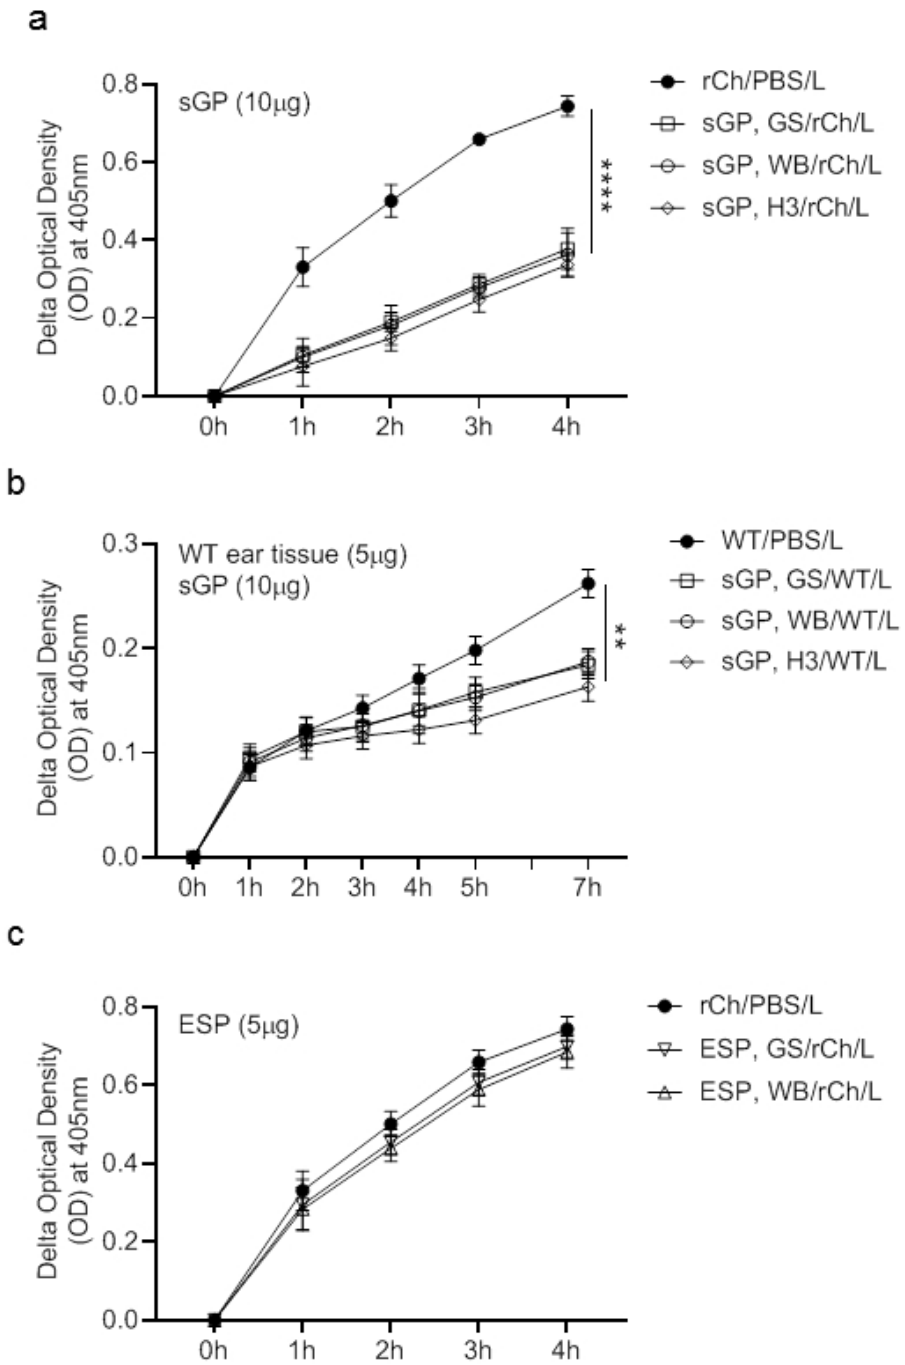 a
0.8
0.6
0.4
0.2
0.0
Delta Optical Density
(OD) at 405nm
sGP (10µg)
****
0h 1h 2h 3h 4h
rCh/PBS/L
sGP, GS/rCh/L
sGP, WB/rCh/L
sGP, H3/rCh/L
b
0.3
0.2
0.1
0.0
Delta Optical Density
(OD) at 405nm
WT ear tissue (5µg)
sGP (10µg)
**
0h 1h 2h 3h 4h 5h 7h
WT/PBS/L
sGP, GS/WT/L
sGP, WB/WT/L
sGP, H3/WT/L
c
0.8
0.6
0.4
0.2
0.0
Delta Optical Density
(OD) at 405nm
ESP (5µg)
0h 1h 2h 3h 4h
rCh/PBS/L
ESP, GS/rCh/L
ESP, WB/rCh/L